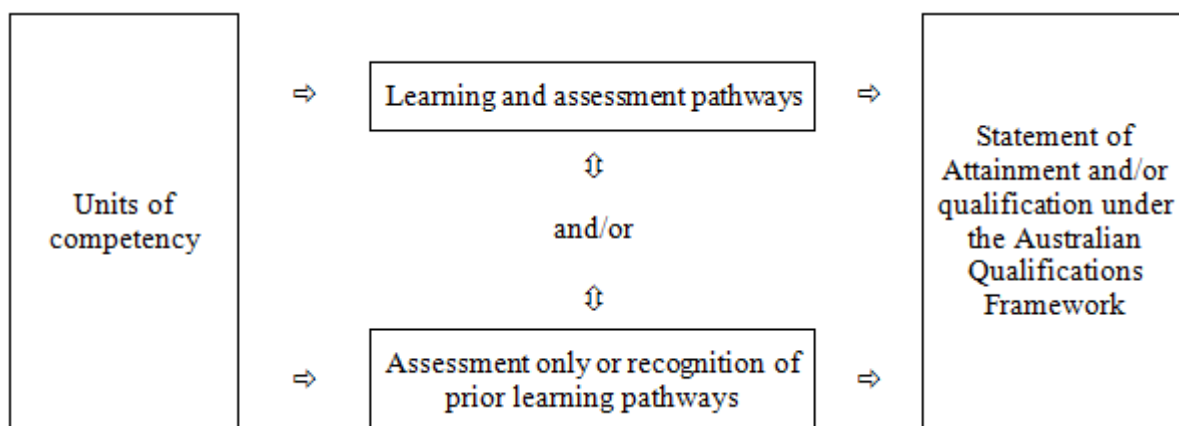 Units of
competency
⇨
Learning and assessment pathways
⇨
⇳
and/or
⇳
⇨
Assessment only or recognition of
prior learning pathways
⇨
Statement of
Attainment and/or
qualification under
the Australian
Qualifications
Framework